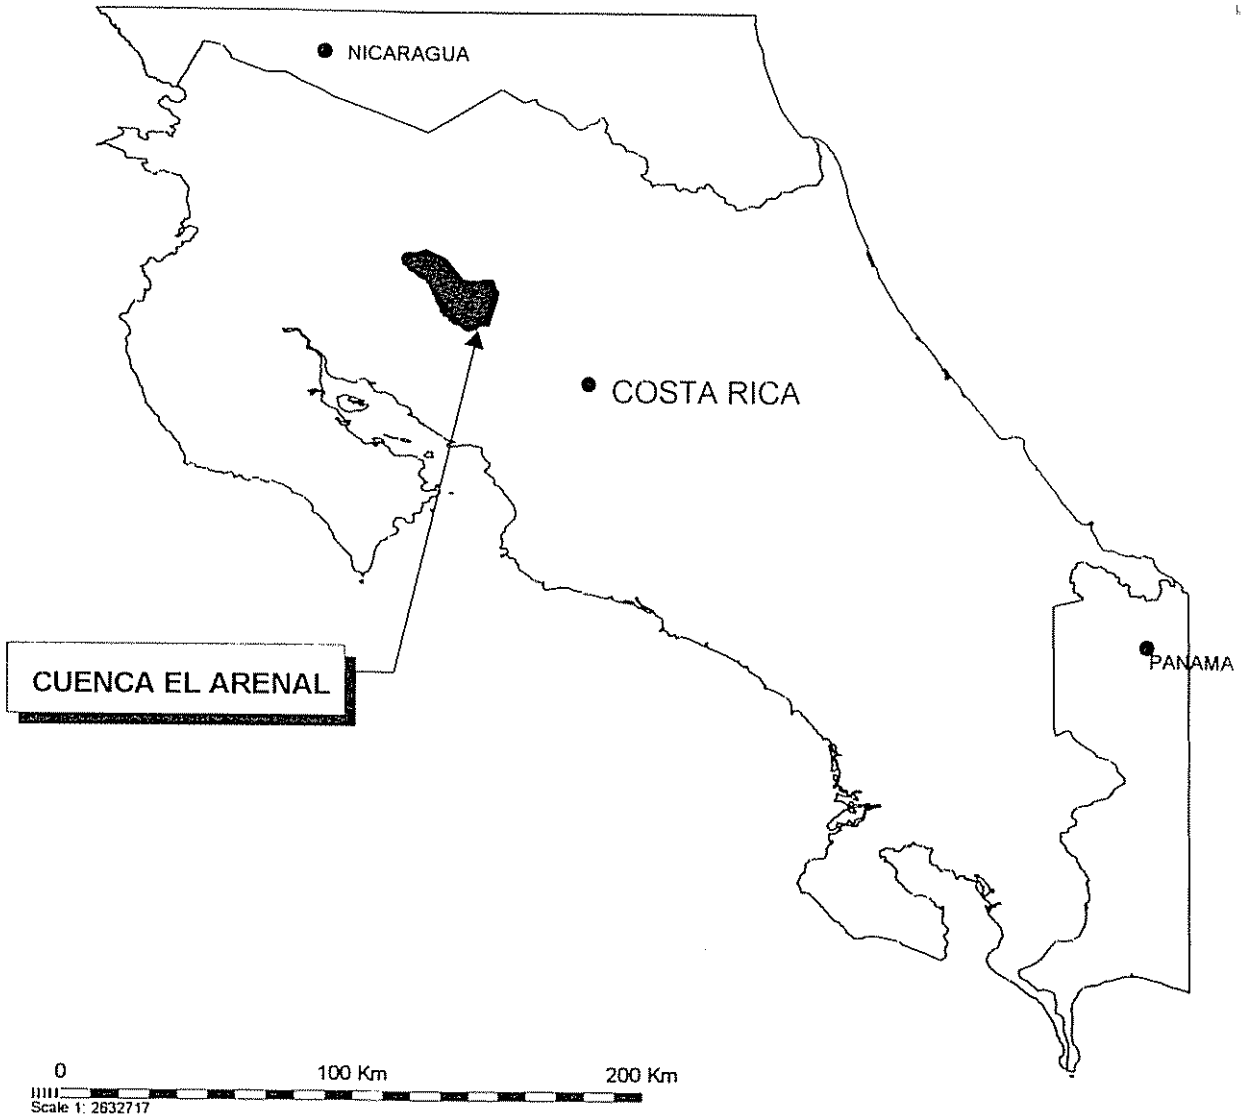 NICARAGUA
COSTA RICA
CUENCA EL ARENAL
PANAMA
0 100 Km 200 Km
Scale 1: 2632717